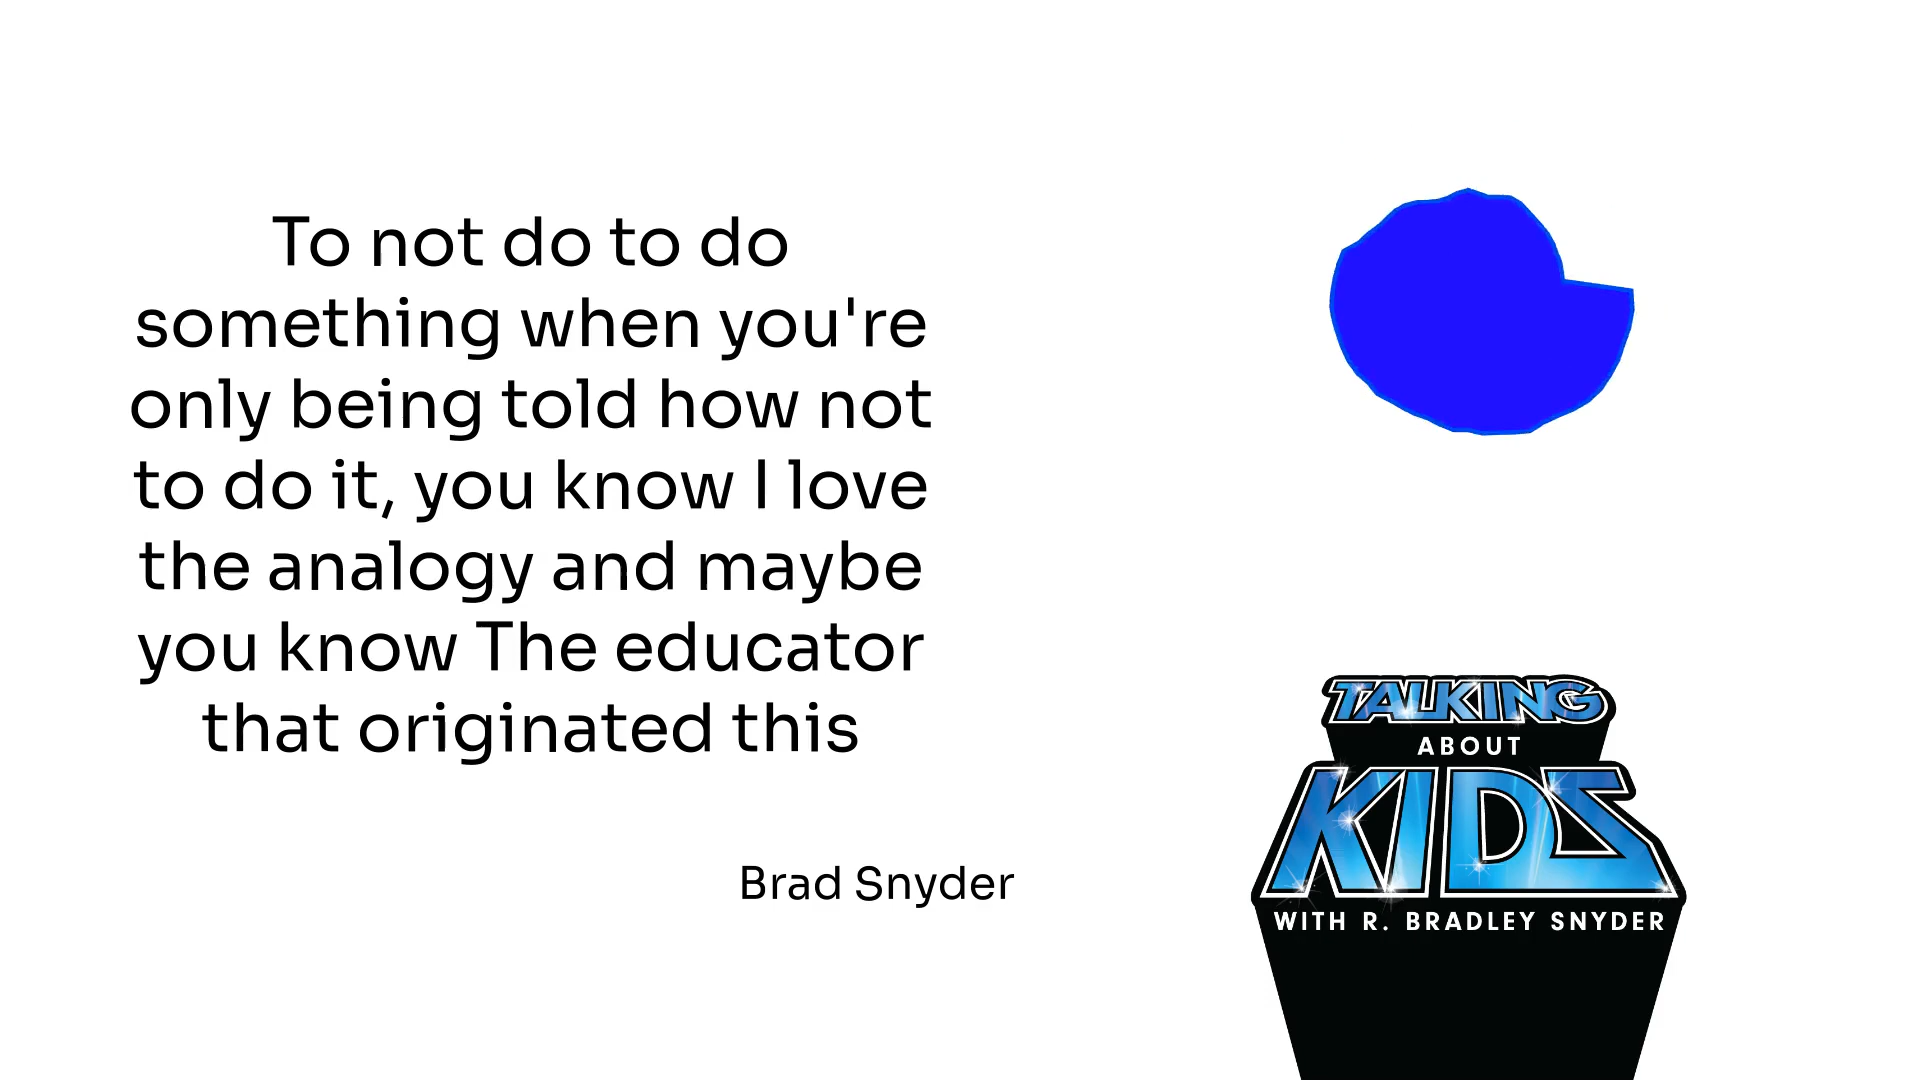 To not do to do
something when you're
only being told how not
to do it, you know I love
the analogy and maybe
you know The educator
that originated this
Brad Snyder
TALKING
ABOUT
KIDS
WITH R. BRADLEY SNYDER